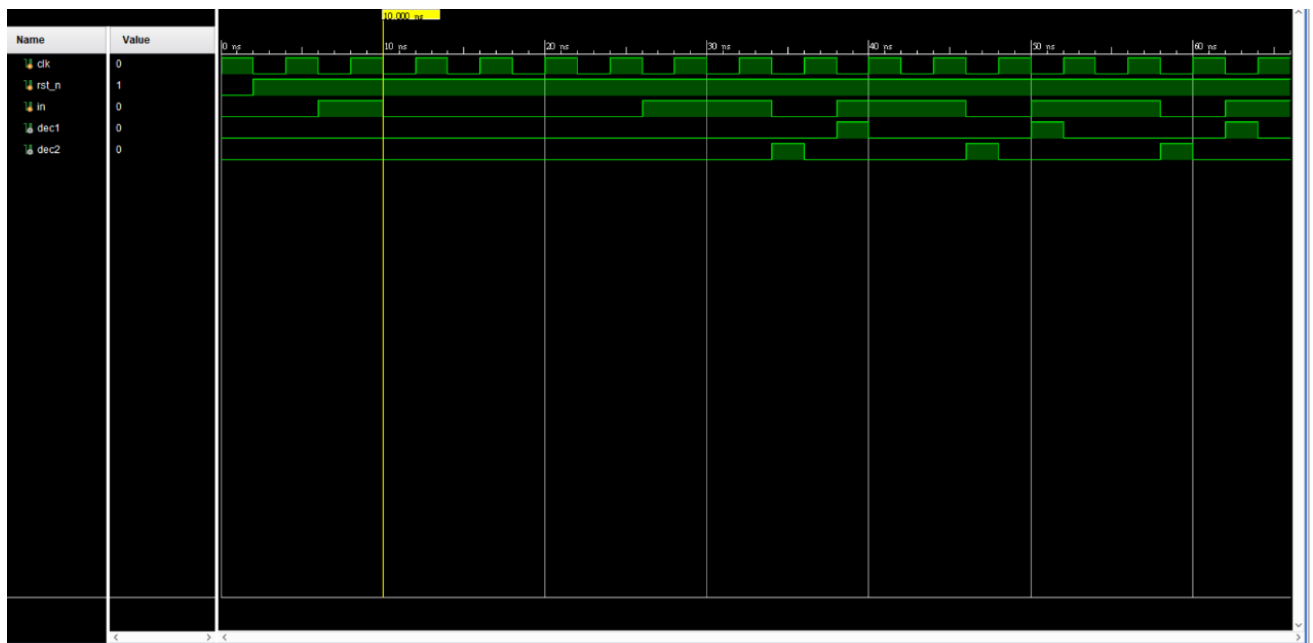 10.000 ns
Name Value
0 ns 10 ns 20 ns 30 ns 40 ns 50 ns 60 ns
clk 0
rst_n 1
in 0
dec1 0
dec2 0